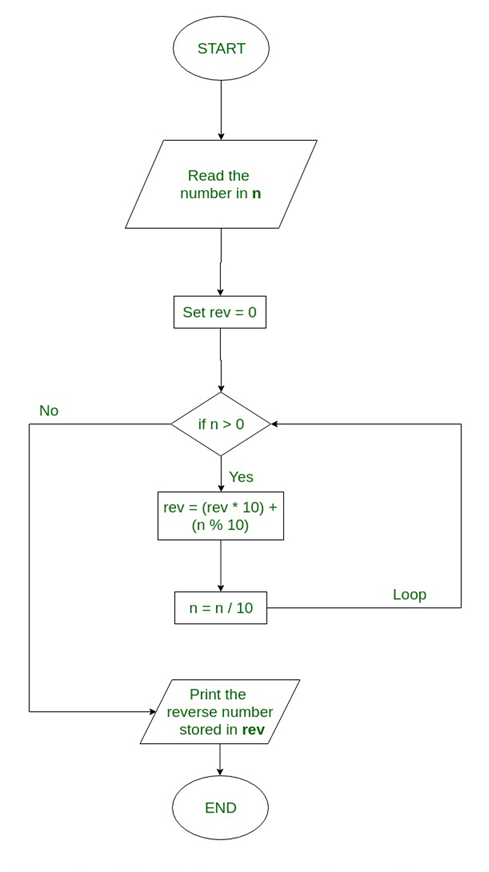 START
Read the
number in n
Set rev = 0
No
if n > 0
Yes
rev = (rev * 10) +
(n % 10)
n = n / 10
Loop
Print the
reverse number
stored in rev
END